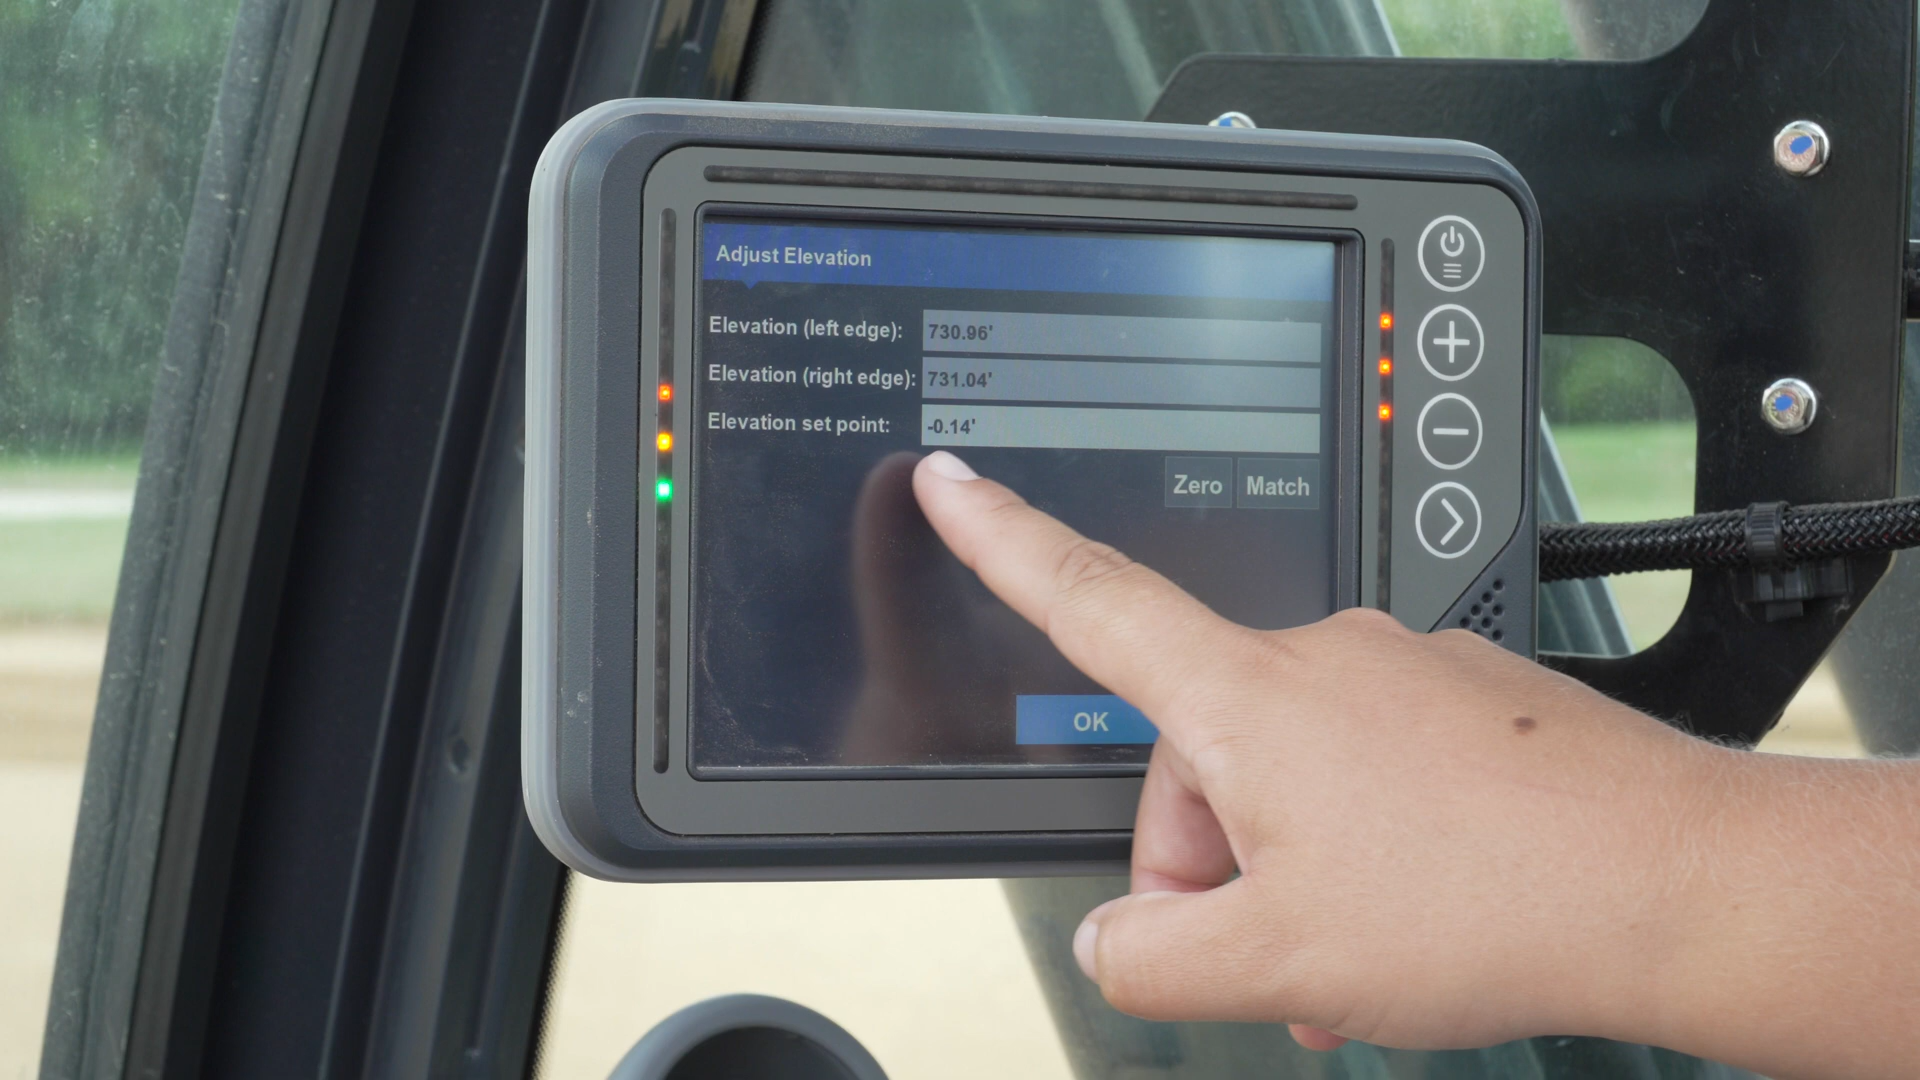 Adjust Elevation
Elevation (left edge): 730.96'
Elevation (right edge): 731.04'
Elevation set point: -0.14'
Zero Match
OK